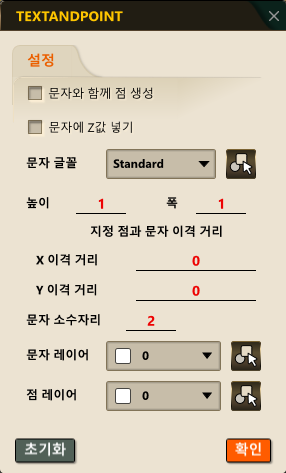 TEXTANDPOINT
설정
문자와 함께 점 생성
문자에 Z값 넣기
문자 글꼴 Standard
높이 1 폭 1
지정 점과 문자 이격 거리
X 이격 거리 0
Y 이격 거리 0
문자 소수자리 2
문자 레이어 0
점 레이어 0
초기화 확인